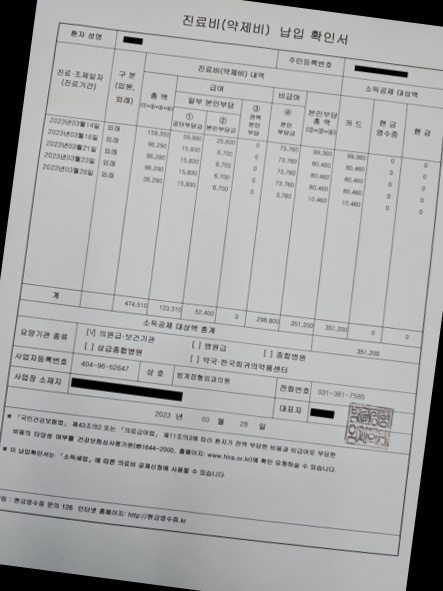 진료비(약제비) 납입 확인서
환자 성명 주민등록번호
진료·조제일자 (진료기간) 구 분 (입원, 외래) 진료비(약제비) 내역 소득공제 대상액
총 액 (①+②+③+④) 급여 비급여 본인부담 총 액 (②+③+④) 카 드 현 금 영수증 현 금
일부 본인부담 ③ 전액 본인 부담 ④ 본인 부담
① 공단부담금 ② 본인부담금
2023년03월14일 외래 159,350 59,990 25,600 0 73,760 99,360 99,360 0 0
2023년03월16일 외래 96,290 15,830 6,700 0 73,760 80,460 80,460 0 0
2023년03월21일 외래 96,290 15,830 6,700 0 73,760 80,460 80,460 0 0
2023년03월23일 외래 96,290 15,830 6,700 0 73,760 80,460 80,460 0 0
2023년03월28일 외래 26,290 15,830 6,700 0 3,760 10,460 10,460 0 0
계 474,510 123,310 52,400 0 298,800 351,200 351,200 0 0
소득공제 대상액 총계 351,200
요양기관 종류 [√] 의원급·보건기관 [ ] 병원급 [ ] 종합병원
[ ] 상급종합병원 [ ] 약국·한국희귀의약품센터
사업자등록번호 404-96-62647 상 호 범계정형외과의원 전화번호 031-381-7585
사업장 소재지 대표자
2023 년 03 월 28 일
※ 「국민건강보험법」 제43조의2 또는 「의료급여법」 제11조의3에 따라 환자가 전액 부담한 비용과 비급여로 부담한
비용의 타당성 여부를 건강보험심사평가원(☎1644-2000, 홈페이지: www.hira.or.kr)에 확인 요청하실 수 있습니다.
※ 이 납입확인서는 「소득세법」에 따른 의료비 공제신청에 사용할 수 있습니다.
: 현금영수증 문의 126 인터넷 홈페이지: http://현금영수증.kr